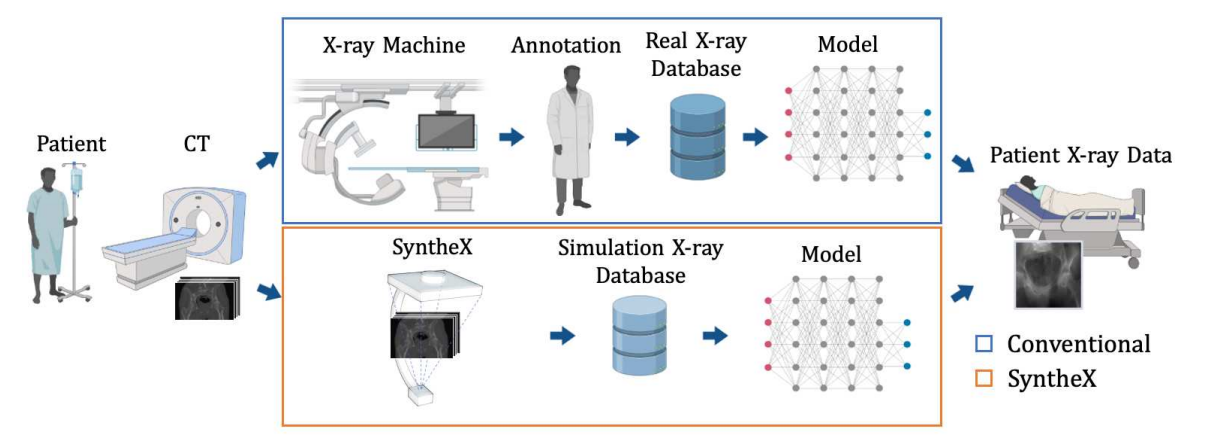 Patient
CT
X-ray Machine
Annotation
Real X-ray
Database
Model
SyntheX
Simulation X-ray
Database
Model
Patient X-ray Data
Conventional
SyntheX